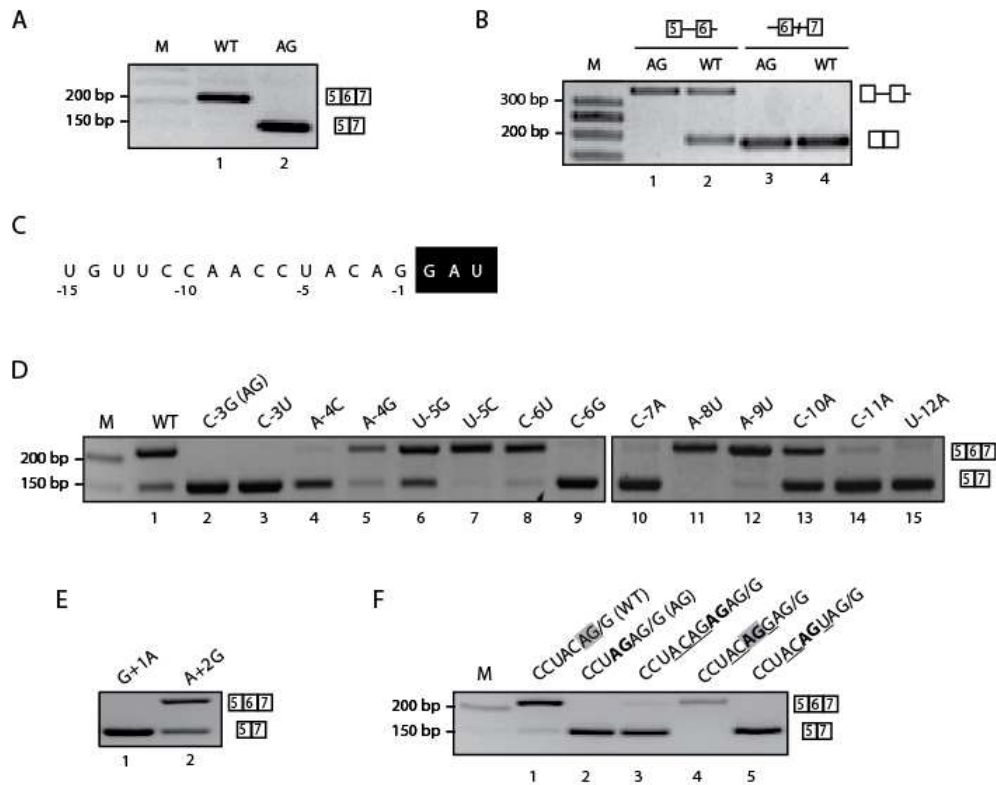 A
M WT AG
200 bp
150 bp
5 6 7
5 7
1 2
B
5 6
6 7
M AG WT AG WT
300 bp
200 bp
1 2 3 4
C
U G U U C C A A C C U A C A G G A U
-15 -10 -5 -1
D
M WT C-3G (AG) C-3U A-4C A-4G U-5G U-5C C-6U C-6G C-7A A-8U A-9U C-10A C-11A U-12A
200 bp
150 bp
5 6 7
5 7
1 2 3 4 5 6 7 8 9 10 11 12 13 14 15
E
G+1A A+2G
5 6 7
5 7
1 2
F
M CCUACAG/G (WT) CCUAGAG/G (AG) CCUACAGAGAG/G CCUACAGGAG/G CCUACAGUAG/G
200 bp
150 bp
5 6 7
5 7
1 2 3 4 5